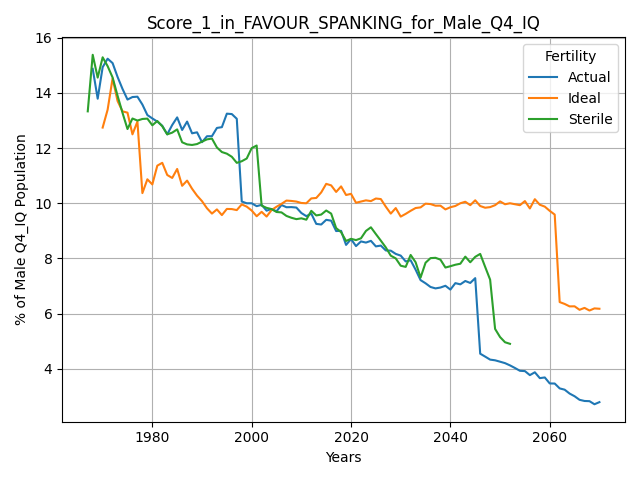 Score_1_in_FAVOUR_SPANKING_for_Male_Q4_IQ
% of Male Q4_IQ Population
16
14
12
10
8
6
4
Fertility
Actual
Ideal
Sterile
1980 2000 2020 2040 2060
Years